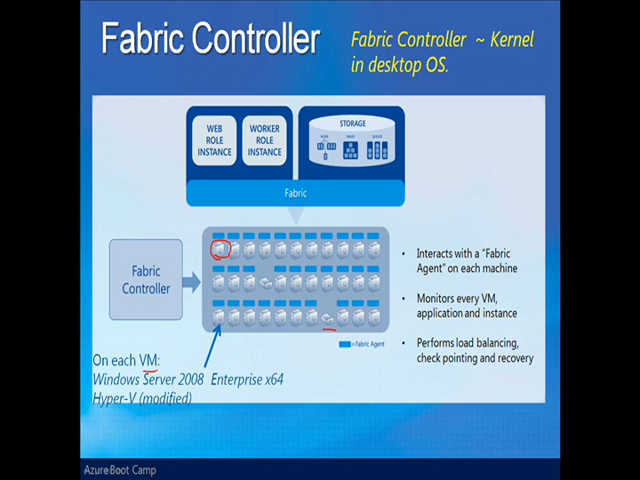 Fabric Controller
Fabric Controller ~ Kernel
in desktop OS.
WEB
ROLE
INSTANCE
WORKER
ROLE
INSTANCE
STORAGE
TABLES
QUEUES
Fabric
Fabric
Controller
• Interacts with a "Fabric
Agent" on each machine
• Monitors every VM,
application and instance
• Performs load balancing,
check pointing and recovery
=Fabric Agent
On each VM:
Windows Server 2008 Enterprise x64
Hyper-V (modified)
Azure Boot Camp